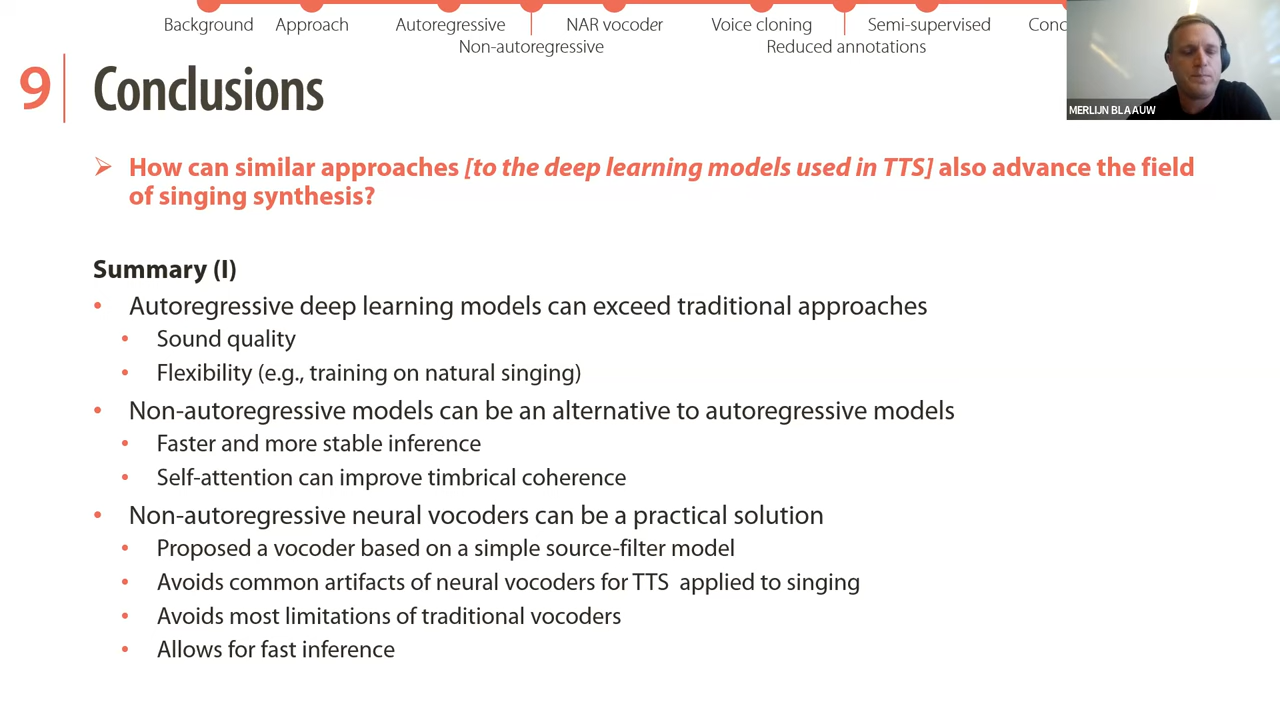 Background Approach Autoregressive NAR vocoder Voice cloning Semi-supervised Conc
Non-autoregressive Reduced annotations
MERLIJN BLAAUW
9 Conclusions
➢ How can similar approaches [to the deep learning models used in TTS] also advance the field
of singing synthesis?
Summary (I)
• Autoregressive deep learning models can exceed traditional approaches
• Sound quality
• Flexibility (e.g., training on natural singing)
• Non-autoregressive models can be an alternative to autoregressive models
• Faster and more stable inference
• Self-attention can improve timbrical coherence
• Non-autoregressive neural vocoders can be a practical solution
• Proposed a vocoder based on a simple source-filter model
• Avoids common artifacts of neural vocoders for TTS applied to singing
• Avoids most limitations of traditional vocoders
• Allows for fast inference